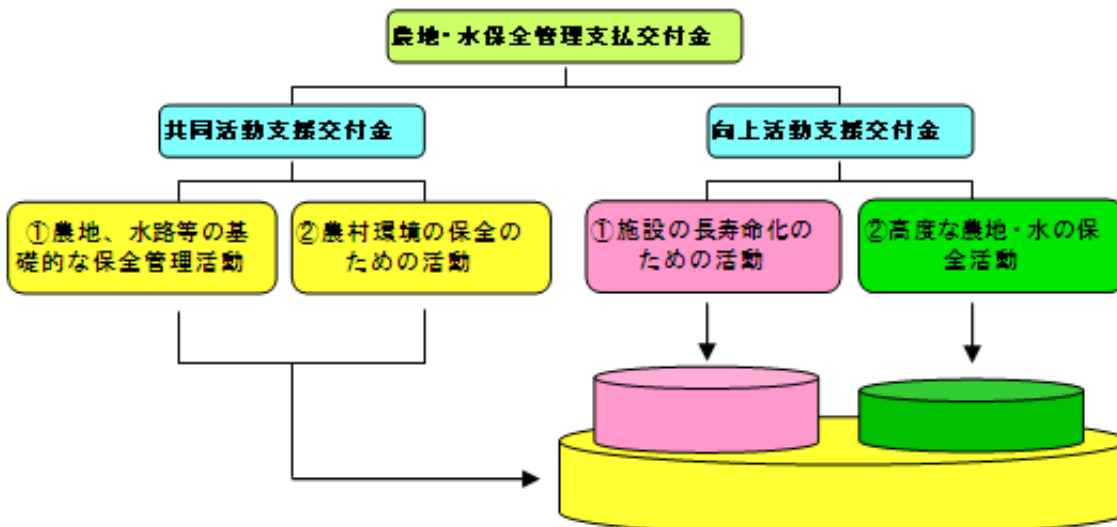 農地・水保全管理支払交付金
共同活動支援交付金
向上活動支援交付金
①農地、水路等の基
礎的な保全管理活動
②農村環境の保全の
ための活動
①施設の長寿命化の
ための活動
②高度な農地・水の保
全活動